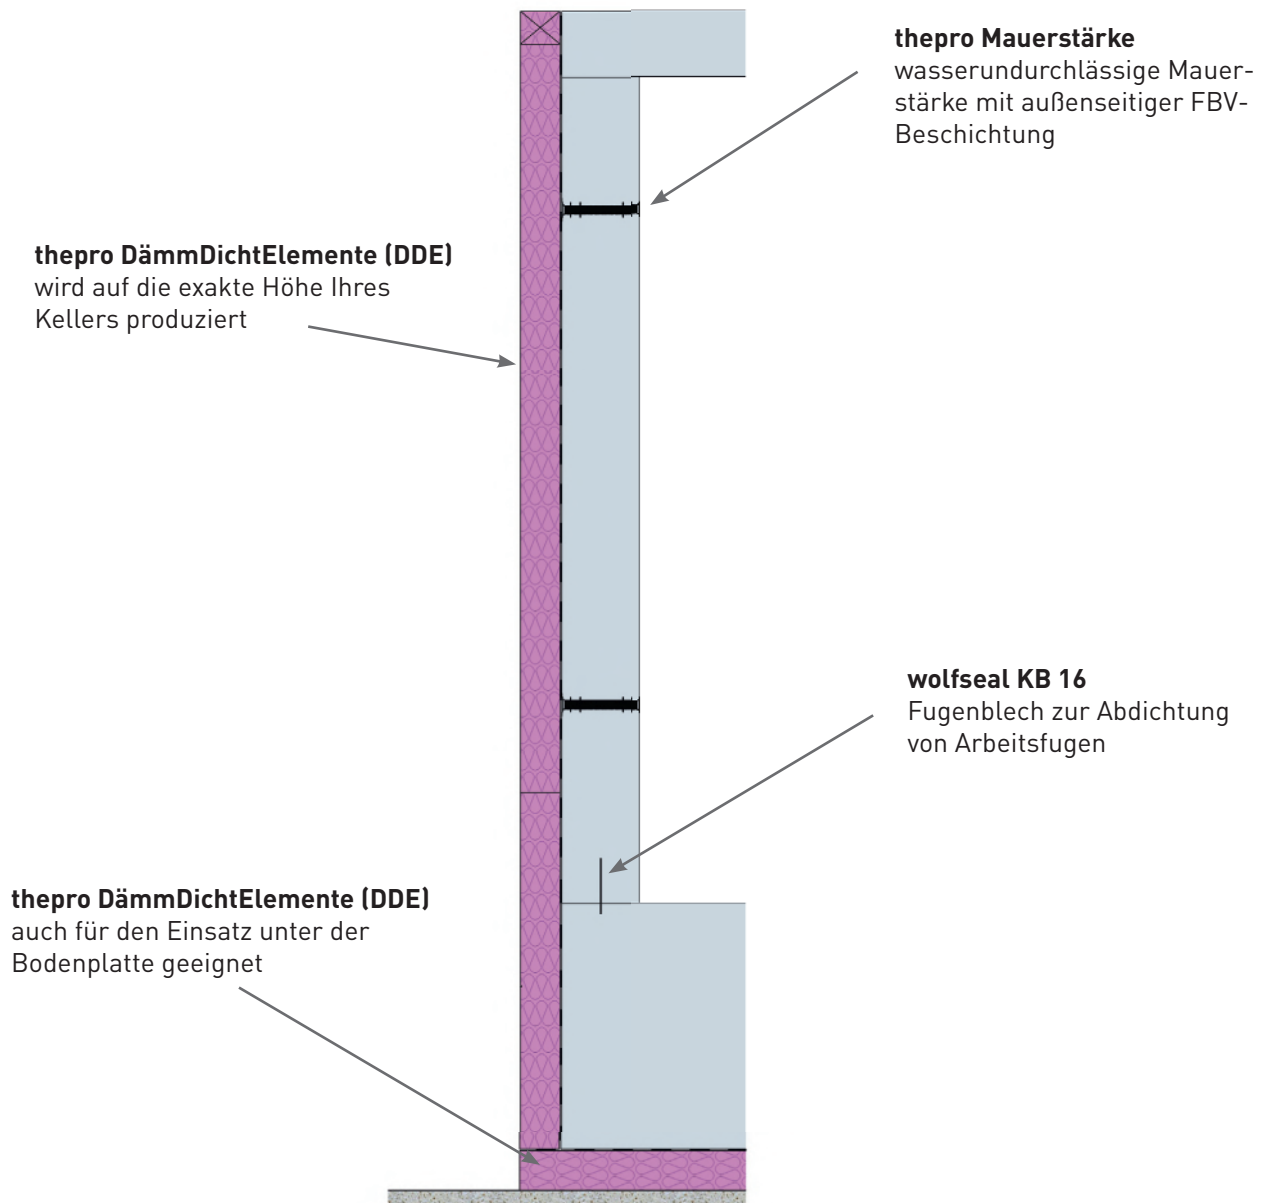 thepro Mauerstärke
wasserundurchlässige Mauer-
stärke mit außenseitiger FBV-
Beschichtung
thepro DämmDichtElemente (DDE)
wird auf die exakte Höhe Ihres
Kellers produziert
wolfseal KB 16
Fugenblech zur Abdichtung
von Arbeitsfugen
thepro DämmDichtElemente (DDE)
auch für den Einsatz unter der
Bodenplatte geeignet